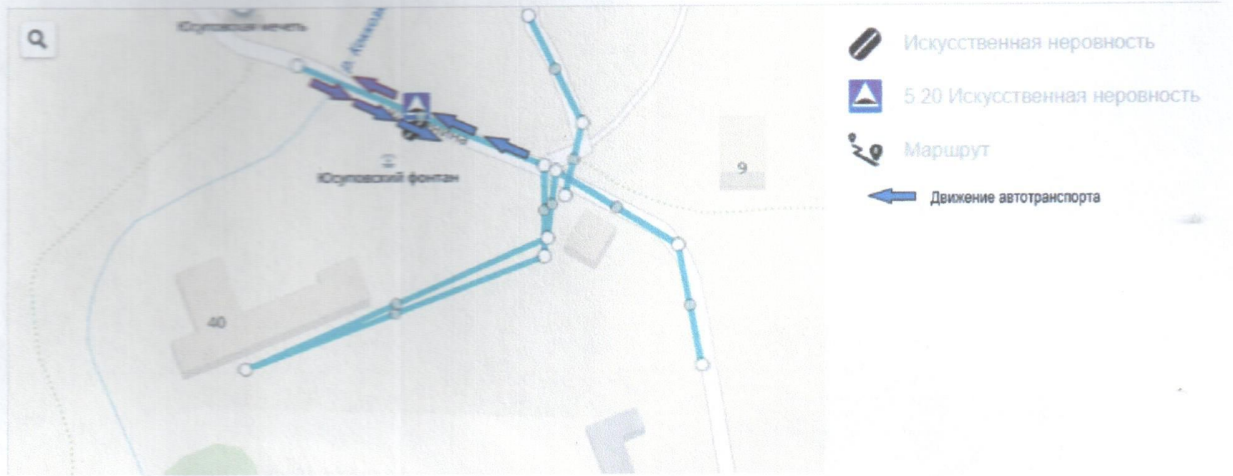 Юсуповская мечеть
Юсуповский фонтан
40
9
Искусственная неровность
5.20 Искусственная неровность
Маршрут
Движение автотранспорта